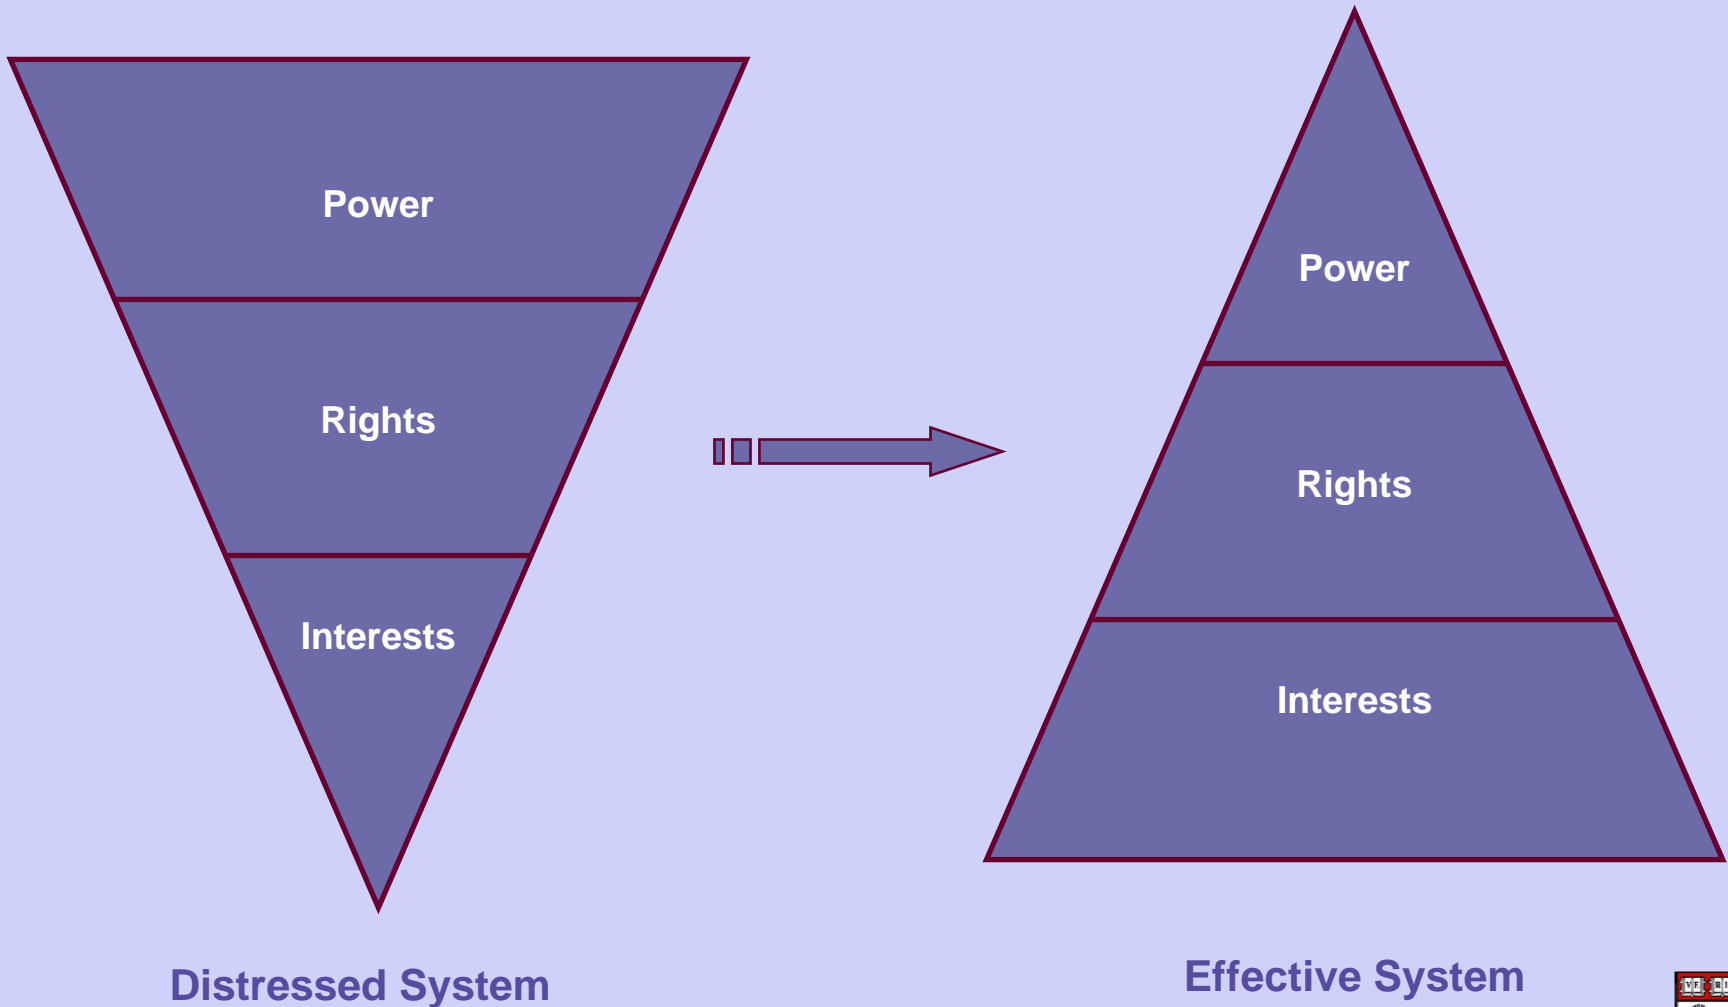 Power
Rights
Interests
Distressed System
Power
Rights
Interests
Effective System